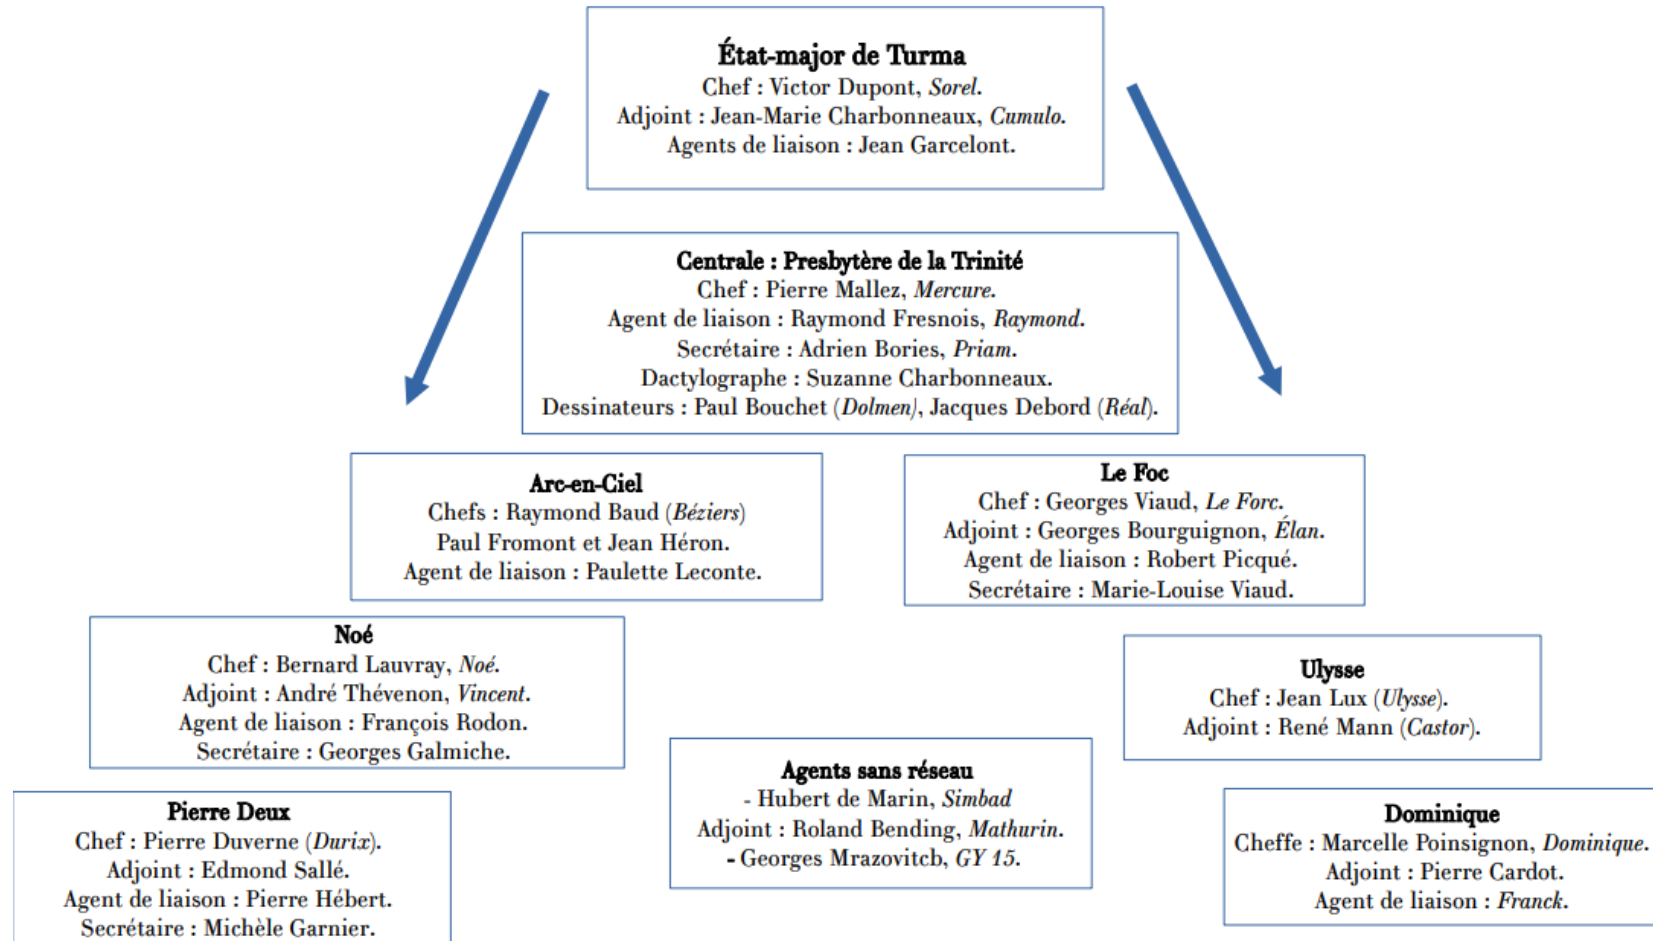 État-major de Turma
Chef : Victor Dupont, Sorel.
Adjoint : Jean-Marie Charbonneaux, Cumulo.
Agents de liaison : Jean Garcelont.
Centrale : Presbytère de la Trinité
Chef : Pierre Mallez, Mercure.
Agent de liaison : Raymond Fresnois, Raymond.
Secrétaire : Adrien Bories, Priam.
Dactylographe : Suzanne Charbonneaux.
Dessinateurs : Paul Bouchet (Dolmen), Jacques Debord (Réal).
Arc-en-Ciel
Chefs : Raymond Baud (Béziers)
Paul Fromont et Jean Héron.
Agent de liaison : Paulette Leconte.
Le Foc
Chef : Georges Viaud, Le Forc.
Adjoint : Georges Bourguignon, Élan.
Agent de liaison : Robert Picqué.
Secrétaire : Marie-Louise Viaud.
Noé
Chef : Bernard Lauvray, Noé.
Adjoint : André Thévenon, Vincent.
Agent de liaison : François Rodon.
Secrétaire : Georges Galmiche.
Ulysse
Chef : Jean Lux (Ulysse).
Adjoint : René Mann (Castor).
Agents sans réseau
- Hubert de Marin, Simbad
Adjoint : Roland Bending, Mathurin.
- Georges Mrazovitcb, GY 15.
Pierre Deux
Chef : Pierre Duverne (Durix).
Adjoint : Edmond Sallé.
Agent de liaison : Pierre Hébert.
Secrétaire : Michèle Garnier.
Dominique
Cheffe : Marcelle Poinsignon, Dominique.
Adjoint : Pierre Cardot.
Agent de liaison : Franck.